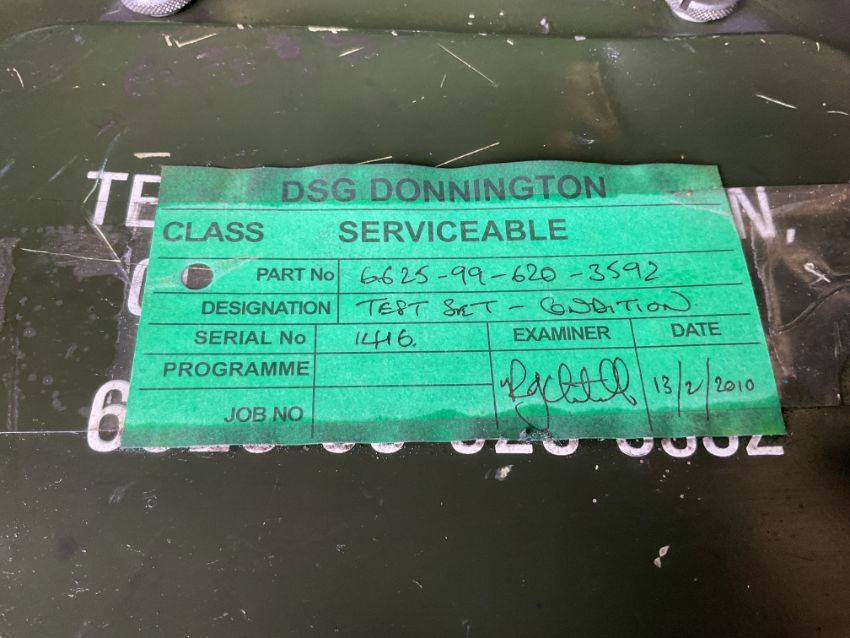 TE N,
DSG DONNINGTON
CLASS SERVICEABLE
PART No 6625-99-620-3592
DESIGNATION TEST SET - CONDITION
SERIAL No 1416. EXAMINER DATE
PROGRAMME 13/2/2010
JOB NO